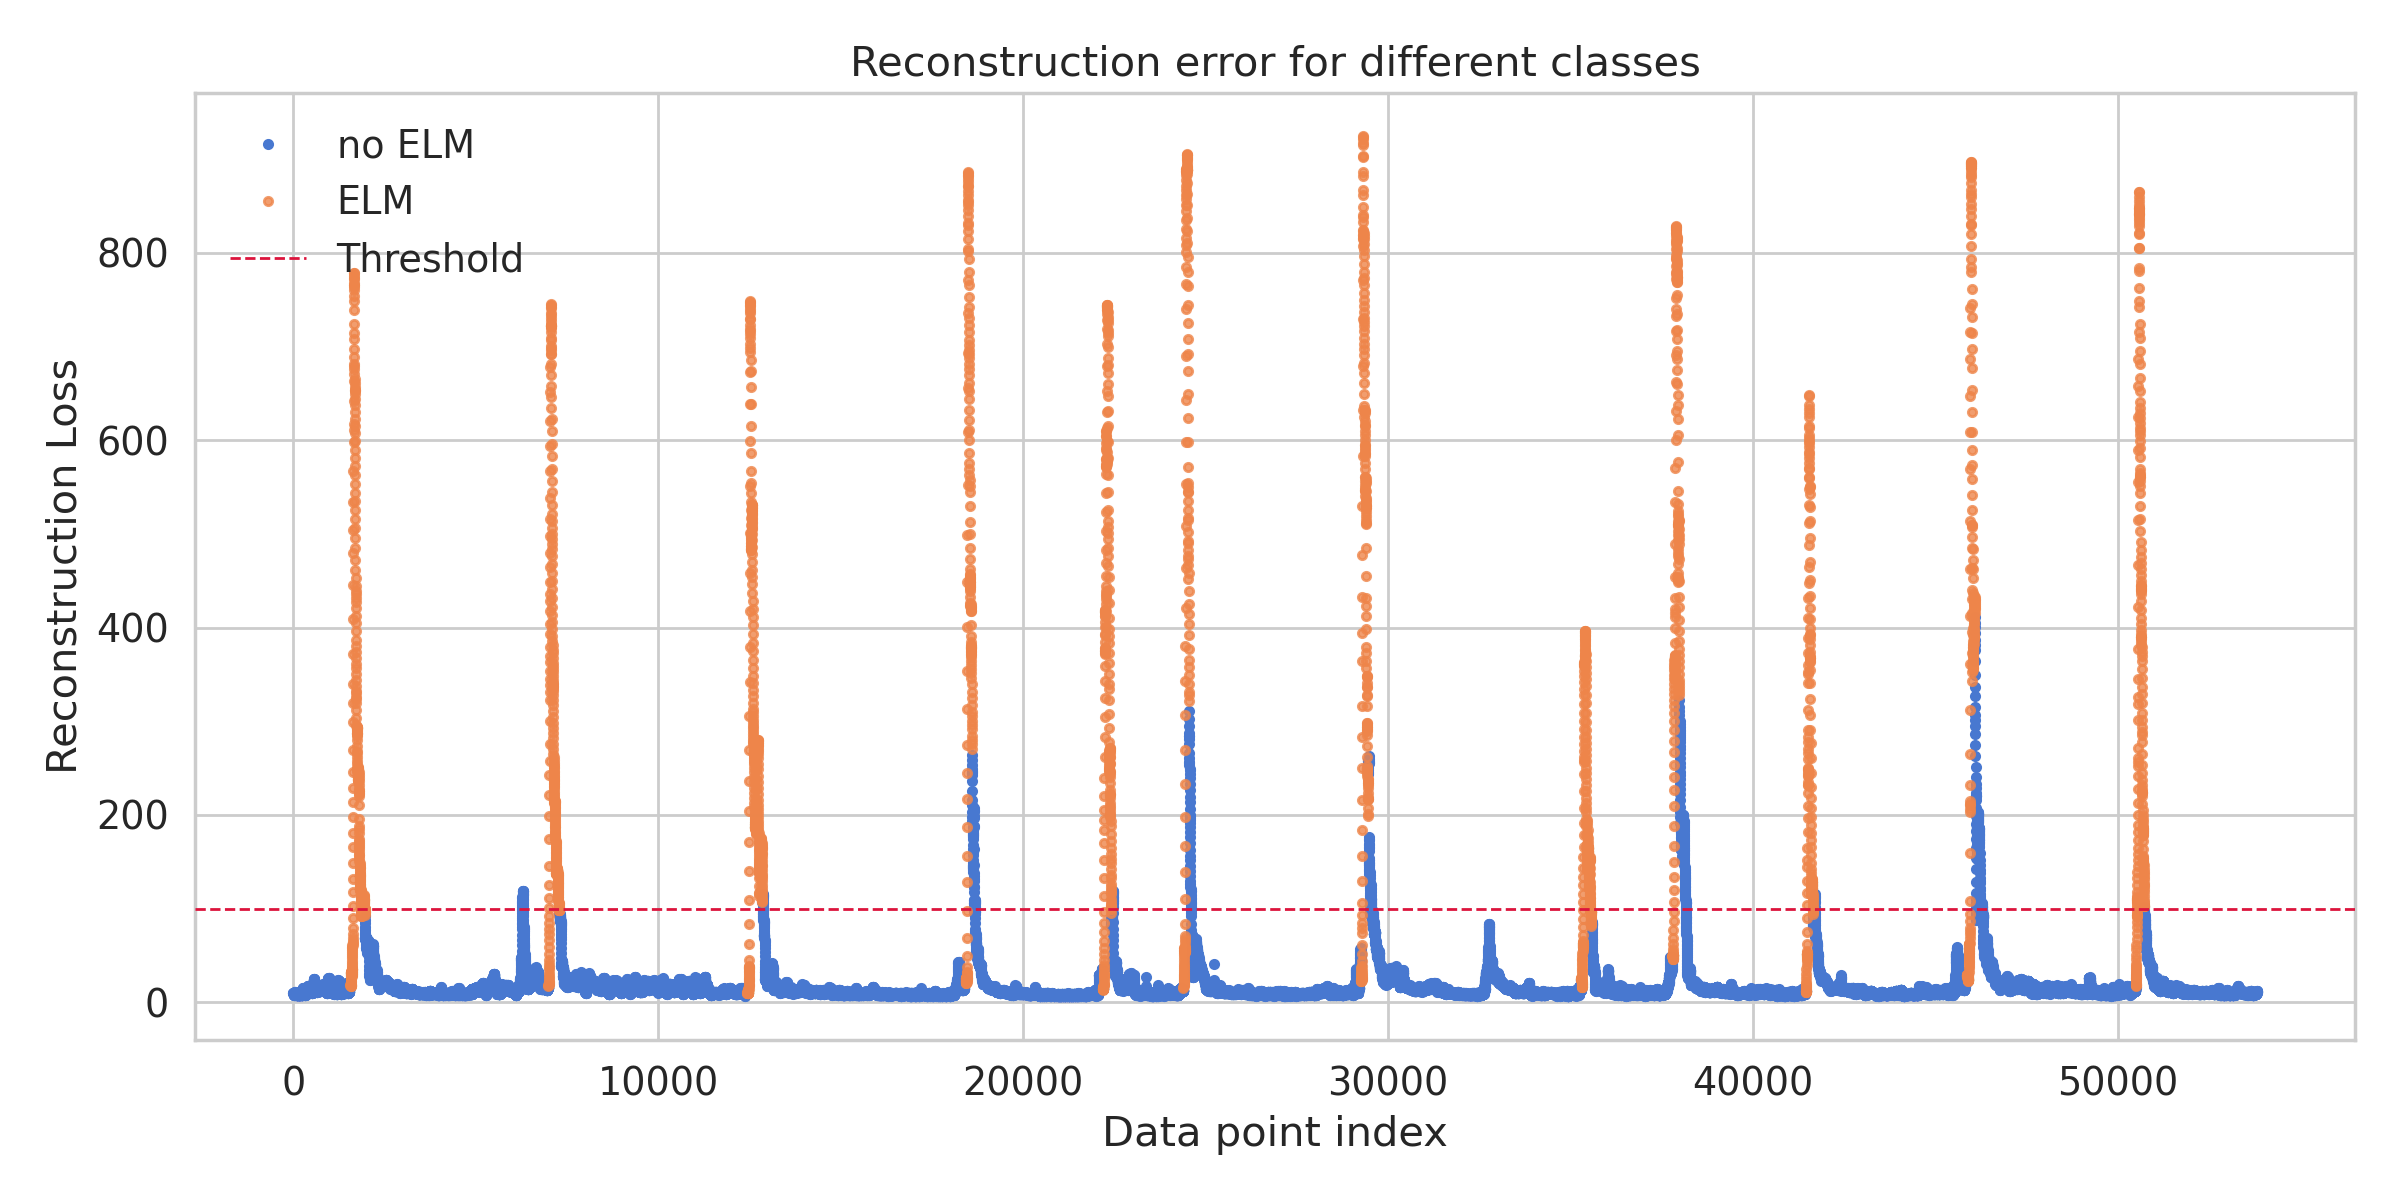 Reconstruction error for different classes
no ELM
ELM
Threshold
Reconstruction Loss
800
600
400
200
0
0 10000 20000 30000 40000 50000
Data point index